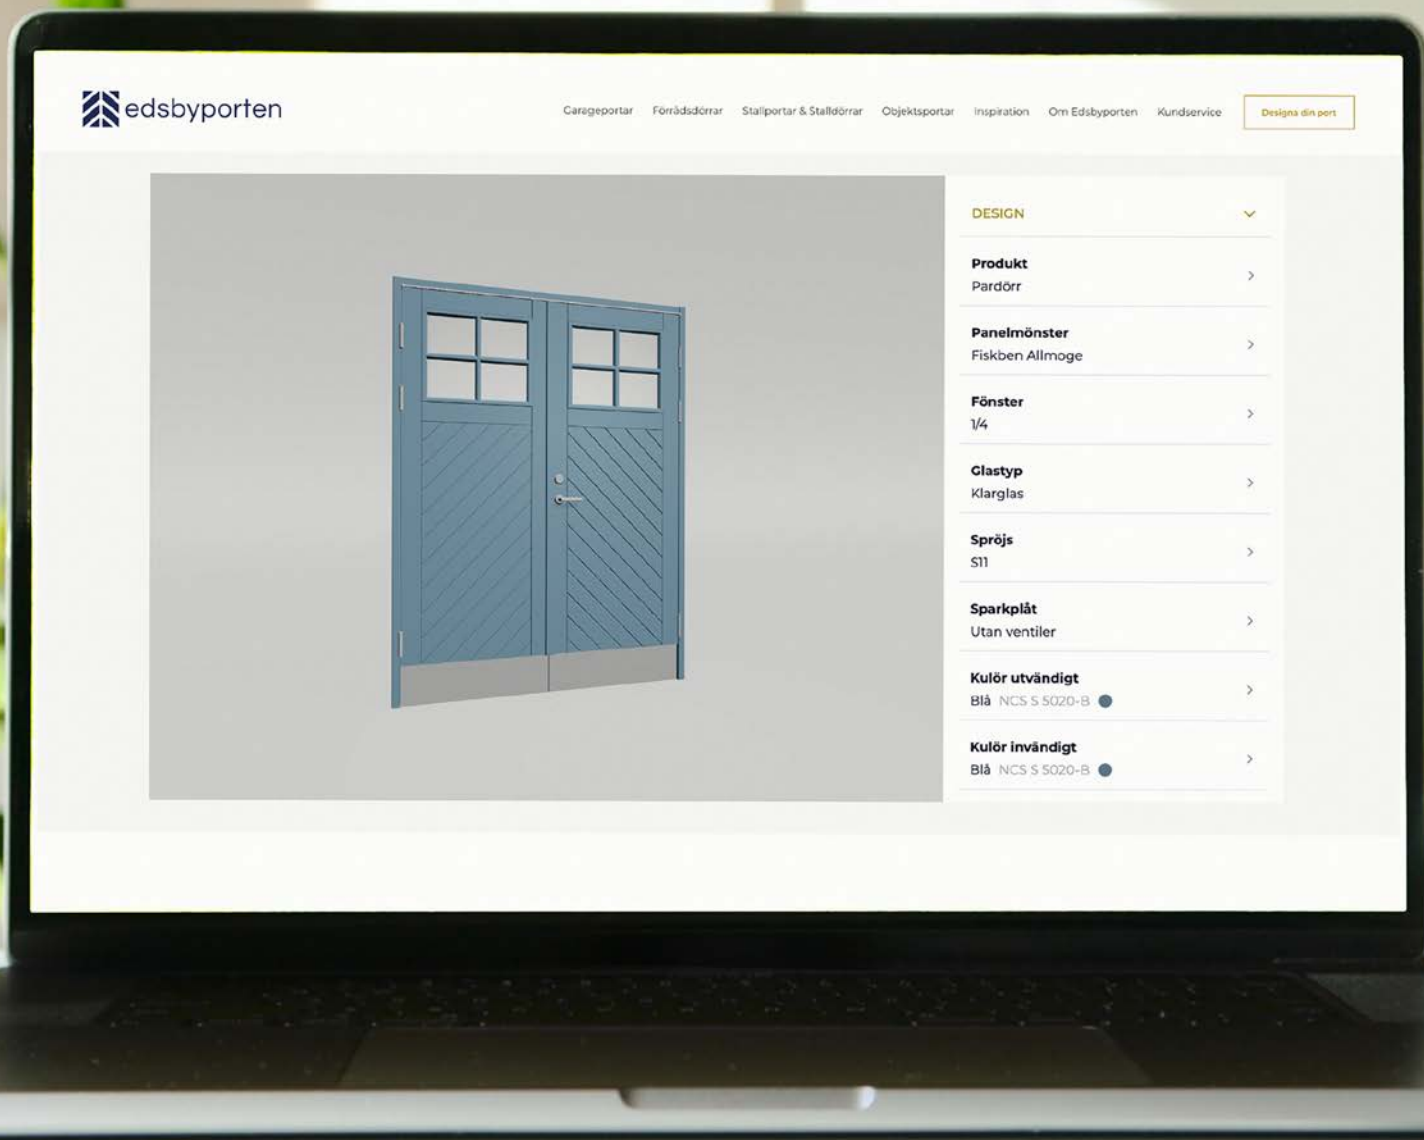 edsbyporten
Garageportar Förrådsdörrar Stallportar & Stalldörrar Objektsportar Inspiration Om Edsbyporten Kundservice Designa din port
DESIGN
Produkt
Pardörr
Panelmönster
Fiskben Allmoge
Fönster
1/4
Glastyp
Klarglas
Spröjs
S11
Sparkplåt
Utan ventiler
Kulör utvändigt
Blå NCS S 5020-B
Kulör invändigt
Blå NCS S 5020-B